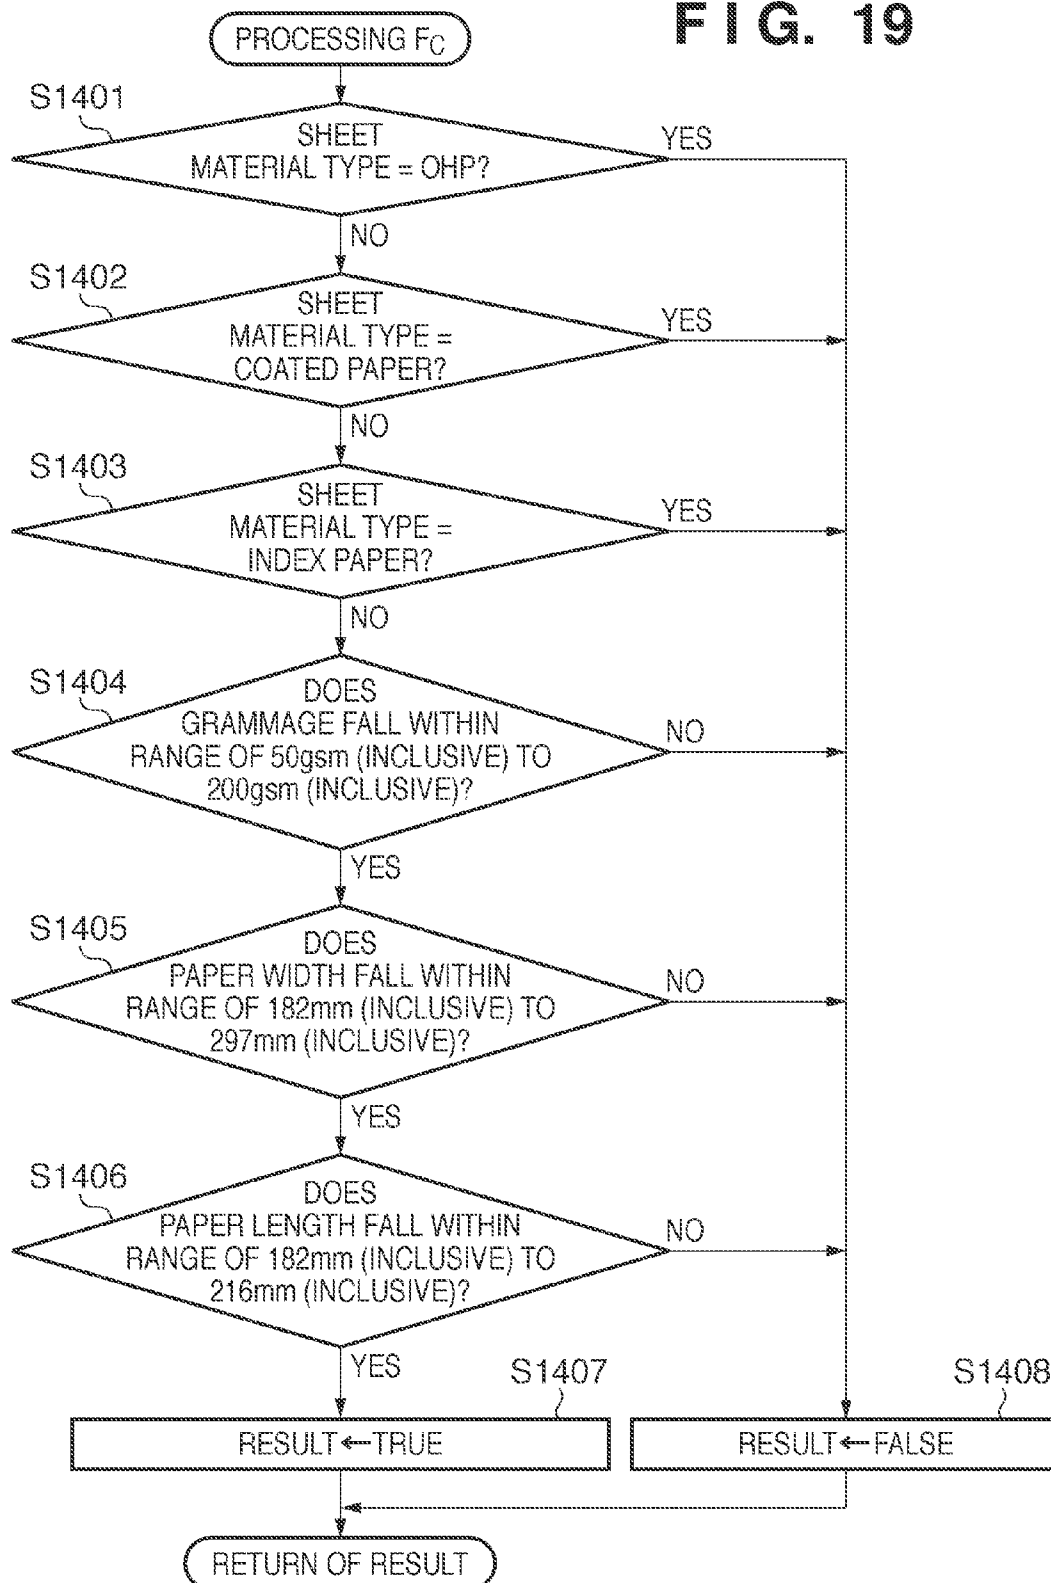 FIG. 19
PROCESSING FC
S1401
SHEET
MATERIAL TYPE = OHP?
YES
NO
S1402
SHEET
MATERIAL TYPE =
COATED PAPER?
YES
NO
S1403
SHEET
MATERIAL TYPE =
INDEX PAPER?
YES
NO
S1404
DOES
GRAMMAGE FALL WITHIN
RANGE OF 50gsm (INCLUSIVE) TO
200gsm (INCLUSIVE)?
NO
YES
S1405
DOES
PAPER WIDTH FALL WITHIN
RANGE OF 182mm (INCLUSIVE) TO
297mm (INCLUSIVE)?
NO
YES
S1406
DOES
PAPER LENGTH FALL WITHIN
RANGE OF 182mm (INCLUSIVE) TO
216mm (INCLUSIVE)?
NO
YES
S1407
RESULT←TRUE
S1408
RESULT←FALSE
RETURN OF RESULT